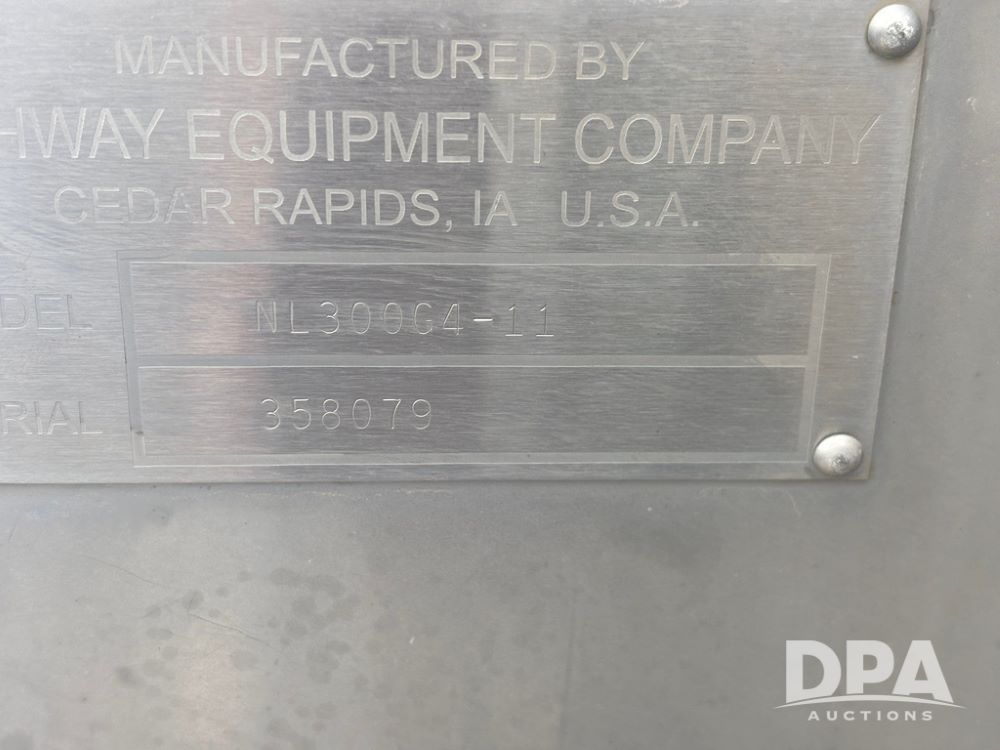 MANUFACTURED BY
HWAY EQUIPMENT COMPANY
CEDAR RAPIDS, IA U.S.A.
DEL NL300G4-11
RIAL 358079
DPA
AUCTIONS